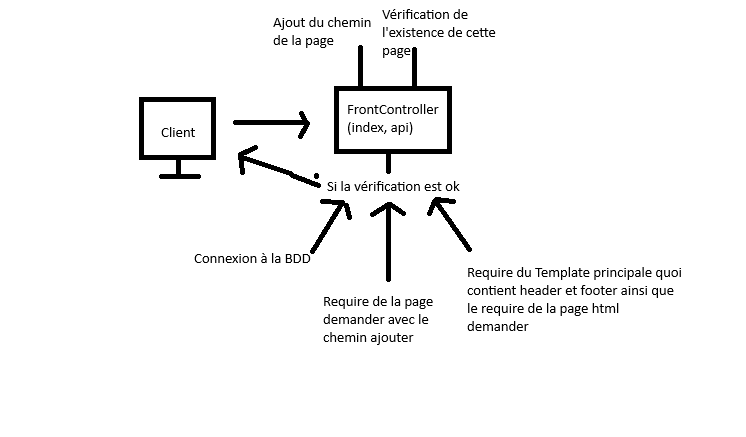 Ajout du chemin
de la page
Vérification de
l'existence de cette
page
Client
FrontController
(index, api)
Si la vérification est ok
Connexion à la BDD
Require de la page
demander avec le
chemin ajouter
Require du Template principale quoi
contient header et footer ainsi que
le require de la page html
demander